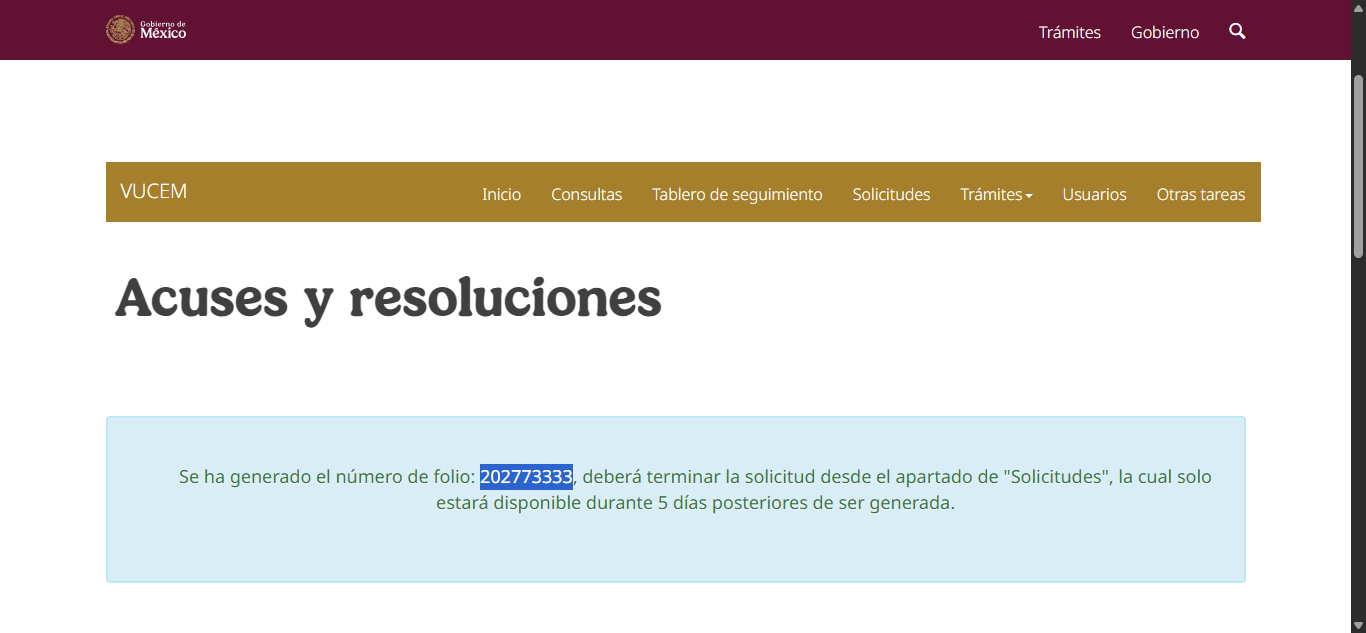 Gobierno de
México
Trámites
Gobierno
VUCEM
Inicio
Consultas
Tablero de seguimiento
Solicitudes
Trámites
Usuarios
Otras tareas
Acuses y resoluciones
Se ha generado el número de folio: 202773333, deberá terminar la solicitud desde el apartado de "Solicitudes", la cual solo
estará disponible durante 5 días posteriores de ser generada.